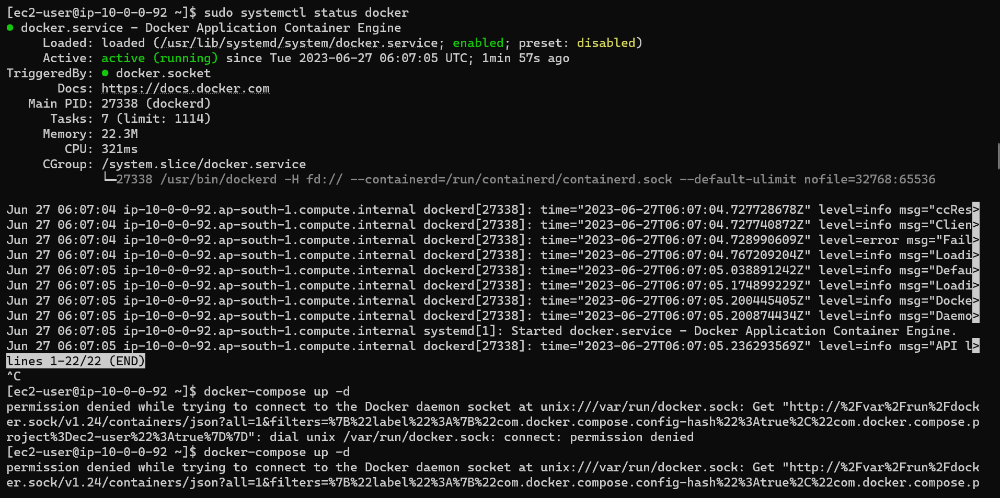 [ec2-user@ip-10-0-0-92 ~]$ sudo systemctl status docker
● docker.service - Docker Application Container Engine
     Loaded: loaded (/usr/lib/systemd/system/docker.service; enabled; preset: disabled)
     Active: active (running) since Tue 2023-06-27 06:07:05 UTC; 1min 57s ago
TriggeredBy: ● docker.socket
       Docs: https://docs.docker.com
   Main PID: 27338 (dockerd)
      Tasks: 7 (limit: 1114)
     Memory: 22.3M
        CPU: 321ms
     CGroup: /system.slice/docker.service
             └─27338 /usr/bin/dockerd -H fd:// --containerd=/run/containerd/containerd.sock --default-ulimit nofile=32768:65536
Jun 27 06:07:04 ip-10-0-0-92.ap-south-1.compute.internal dockerd[27338]: time="2023-06-27T06:07:04.727728678Z" level=info msg="ccRes>
Jun 27 06:07:04 ip-10-0-0-92.ap-south-1.compute.internal dockerd[27338]: time="2023-06-27T06:07:04.727740872Z" level=info msg="Clien>
Jun 27 06:07:04 ip-10-0-0-92.ap-south-1.compute.internal dockerd[27338]: time="2023-06-27T06:07:04.728990609Z" level=error msg="Fail>
Jun 27 06:07:04 ip-10-0-0-92.ap-south-1.compute.internal dockerd[27338]: time="2023-06-27T06:07:04.767209204Z" level=info msg="Loadi>
Jun 27 06:07:05 ip-10-0-0-92.ap-south-1.compute.internal dockerd[27338]: time="2023-06-27T06:07:05.038891242Z" level=info msg="Defau>
Jun 27 06:07:05 ip-10-0-0-92.ap-south-1.compute.internal dockerd[27338]: time="2023-06-27T06:07:05.174899229Z" level=info msg="Loadi>
Jun 27 06:07:05 ip-10-0-0-92.ap-south-1.compute.internal dockerd[27338]: time="2023-06-27T06:07:05.200445405Z" level=info msg="Docke>
Jun 27 06:07:05 ip-10-0-0-92.ap-south-1.compute.internal dockerd[27338]: time="2023-06-27T06:07:05.200874434Z" level=info msg="Daemo>
Jun 27 06:07:05 ip-10-0-0-92.ap-south-1.compute.internal systemd[1]: Started docker.service - Docker Application Container Engine.
Jun 27 06:07:05 ip-10-0-0-92.ap-south-1.compute.internal dockerd[27338]: time="2023-06-27T06:07:05.236293569Z" level=info msg="API l>
lines 1-22/22 (END)
^C
[ec2-user@ip-10-0-0-92 ~]$ docker-compose up -d
permission denied while trying to connect to the Docker daemon socket at unix:///var/run/docker.sock: Get "http://%2Fvar%2Frun%2Fdock
er.sock/v1.24/containers/json?all=1&filters=%7B%22label%22%3A%7B%22com.docker.compose.config-hash%22%3Atrue%2C%22com.docker.compose.p
roject%3Dec2-user%22%3Atrue%7D%7D": dial unix /var/run/docker.sock: connect: permission denied
[ec2-user@ip-10-0-0-92 ~]$ docker-compose up -d
permission denied while trying to connect to the Docker daemon socket at unix:///var/run/docker.sock: Get "http://%2Fvar%2Frun%2Fdock
er.sock/v1.24/containers/json?all=1&filters=%7B%22label%22%3A%7B%22com.docker.compose.config-hash%22%3Atrue%2C%22com.docker.compose.p